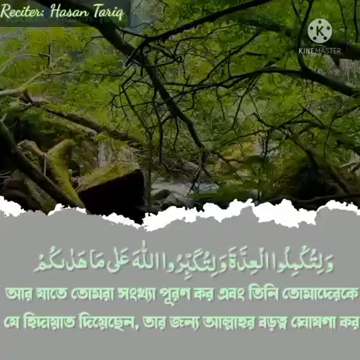 Reciter: Hasan Tariq
KINEMASTER
وَلِتُكْمِلُوا الْعِدَّةَ وَلِتُكَبِّرُوا اللّٰهَ عَلٰى مَا هَدٰىكُمْ
আর যাতে তোমরা সংখ্যা পূরণ কর এবং তিনি তোমাদেরকে
যে হিদায়াত দিয়েছেন, তার জন্য আল্লাহর বড়ত্ব ঘোষণা কর